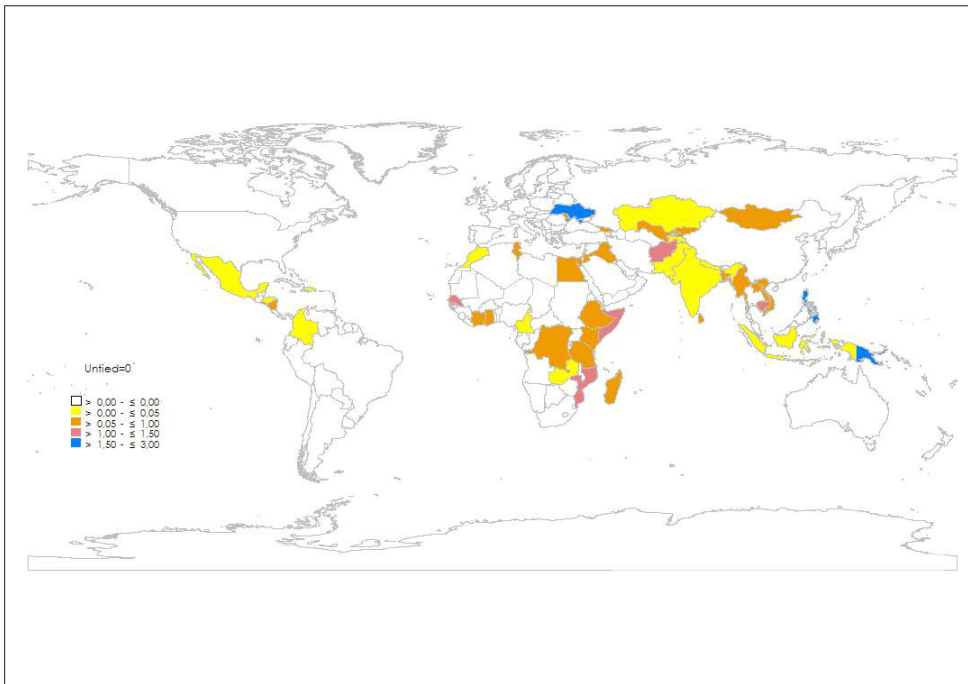 Untied=0
> 0,00 - ≤ 0,00
> 0,00 - ≤ 0,05
> 0,05 - ≤ 1,00
> 1,00 - ≤ 1,50
> 1,50 - ≤ 3,00